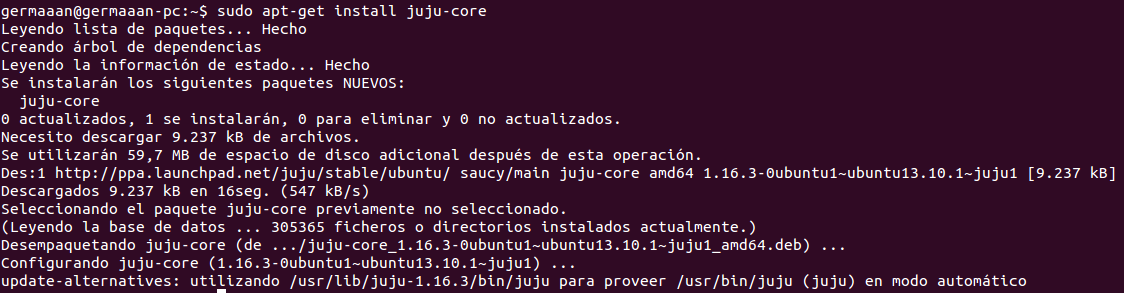 germaaan@germaaan-pc:~$ sudo apt-get install juju-core
Leyendo lista de paquetes... Hecho
Creando árbol de dependencias
Leyendo la información de estado... Hecho
Se instalarán los siguientes paquetes NUEVOS:
  juju-core
0 actualizados, 1 se instalarán, 0 para eliminar y 0 no actualizados.
Necesito descargar 9.237 kB de archivos.
Se utilizarán 59,7 MB de espacio de disco adicional después de esta operación.
Des:1 http://ppa.launchpad.net/juju/stable/ubuntu/ saucy/main juju-core amd64 1.16.3-0ubuntu1~ubuntu13.10.1~juju1 [9.237 kB]
Descargados 9.237 kB en 16seg. (547 kB/s)
Seleccionando el paquete juju-core previamente no seleccionado.
(Leyendo la base de datos ... 305365 ficheros o directorios instalados actualmente.)
Desempaquetando juju-core (de .../juju-core_1.16.3-0ubuntu1~ubuntu13.10.1~juju1_amd64.deb) ...
Configurando juju-core (1.16.3-0ubuntu1~ubuntu13.10.1~juju1) ...
update-alternatives: utilizando /usr/lib/juju-1.16.3/bin/juju para proveer /usr/bin/juju (juju) en modo automático